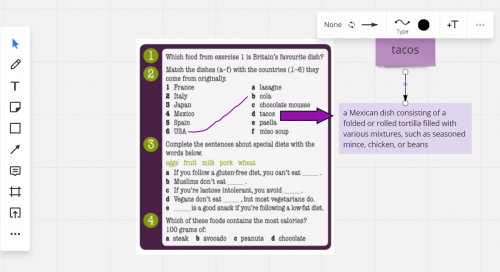 None
Type
+T
tacos
1 Which food from exercise 1 is Britain's favourite dish?
2 Match the dishes (a–f) with the countries (1–6) they
come from originally.
1 France a lasagne
2 Italy b cola
3 Japan c chocolate mousse
4 Mexico d tacos
5 Spain e paella
6 USA f miso soup
3 Complete the sentences about special diets with the
words below.
eggs fruit milk pork wheat
a If you follow a gluten-free diet, you can't eat _____ .
b Muslims don't eat _____ .
c If you're lactose intolerant, you avoid _____ .
d Vegans don't eat _____ , but most vegetarians do.
e _____ is a good snack if you're following a low-fat diet.
4 Which of these foods contains the most calories?
100 grams of:
a steak b avocado c peanuts d chocolate
a Mexican dish consisting of a
folded or rolled tortilla filled with
various mixtures, such as seasoned
mince, chicken, or beans